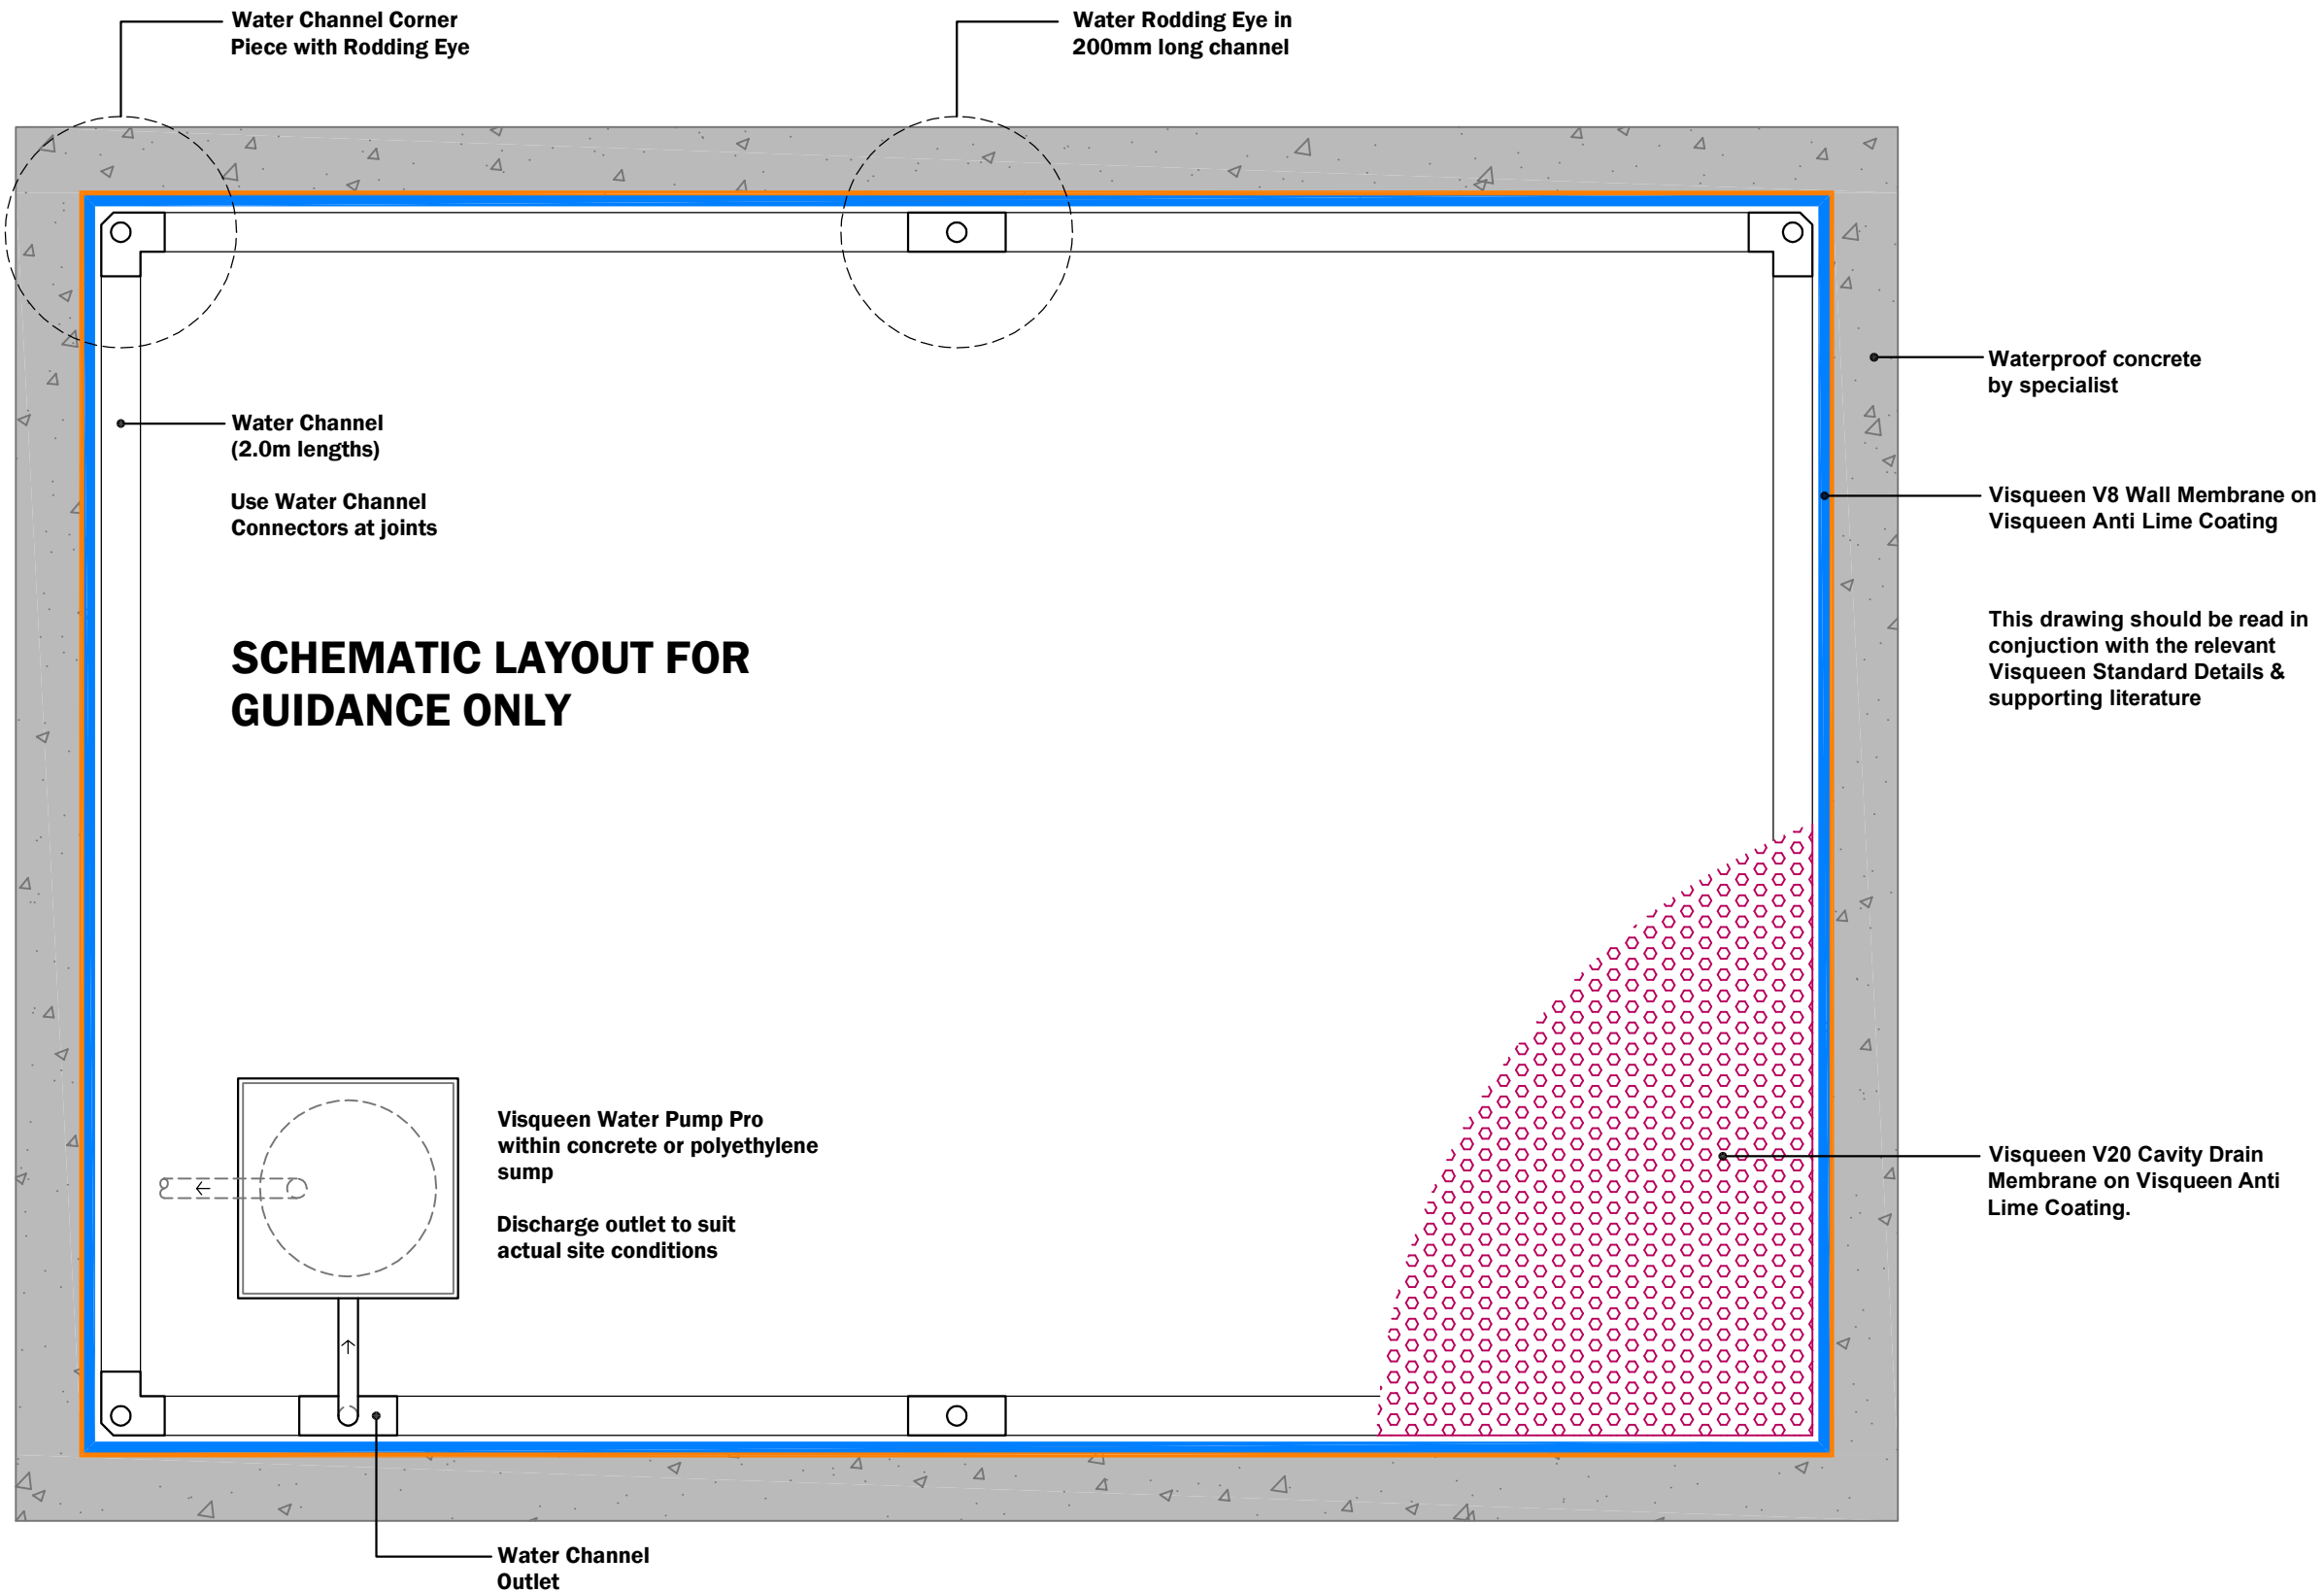 Water Channel Corner
Piece with Rodding Eye
Water Rodding Eye in
200mm long channel
Waterproof concrete
by specialist
Water Channel
(2.0m lengths)
Use Water Channel
Connectors at joints
Visqueen V8 Wall Membrane on
Visqueen Anti Lime Coating
This drawing should be read in
conjuction with the relevant
Visqueen Standard Details &
supporting literature
SCHEMATIC LAYOUT FOR
GUIDANCE ONLY
Visqueen Water Pump Pro
within concrete or polyethylene
sump
Discharge outlet to suit
actual site conditions
Visqueen V20 Cavity Drain
Membrane on Visqueen Anti
Lime Coating.
Water Channel
Outlet